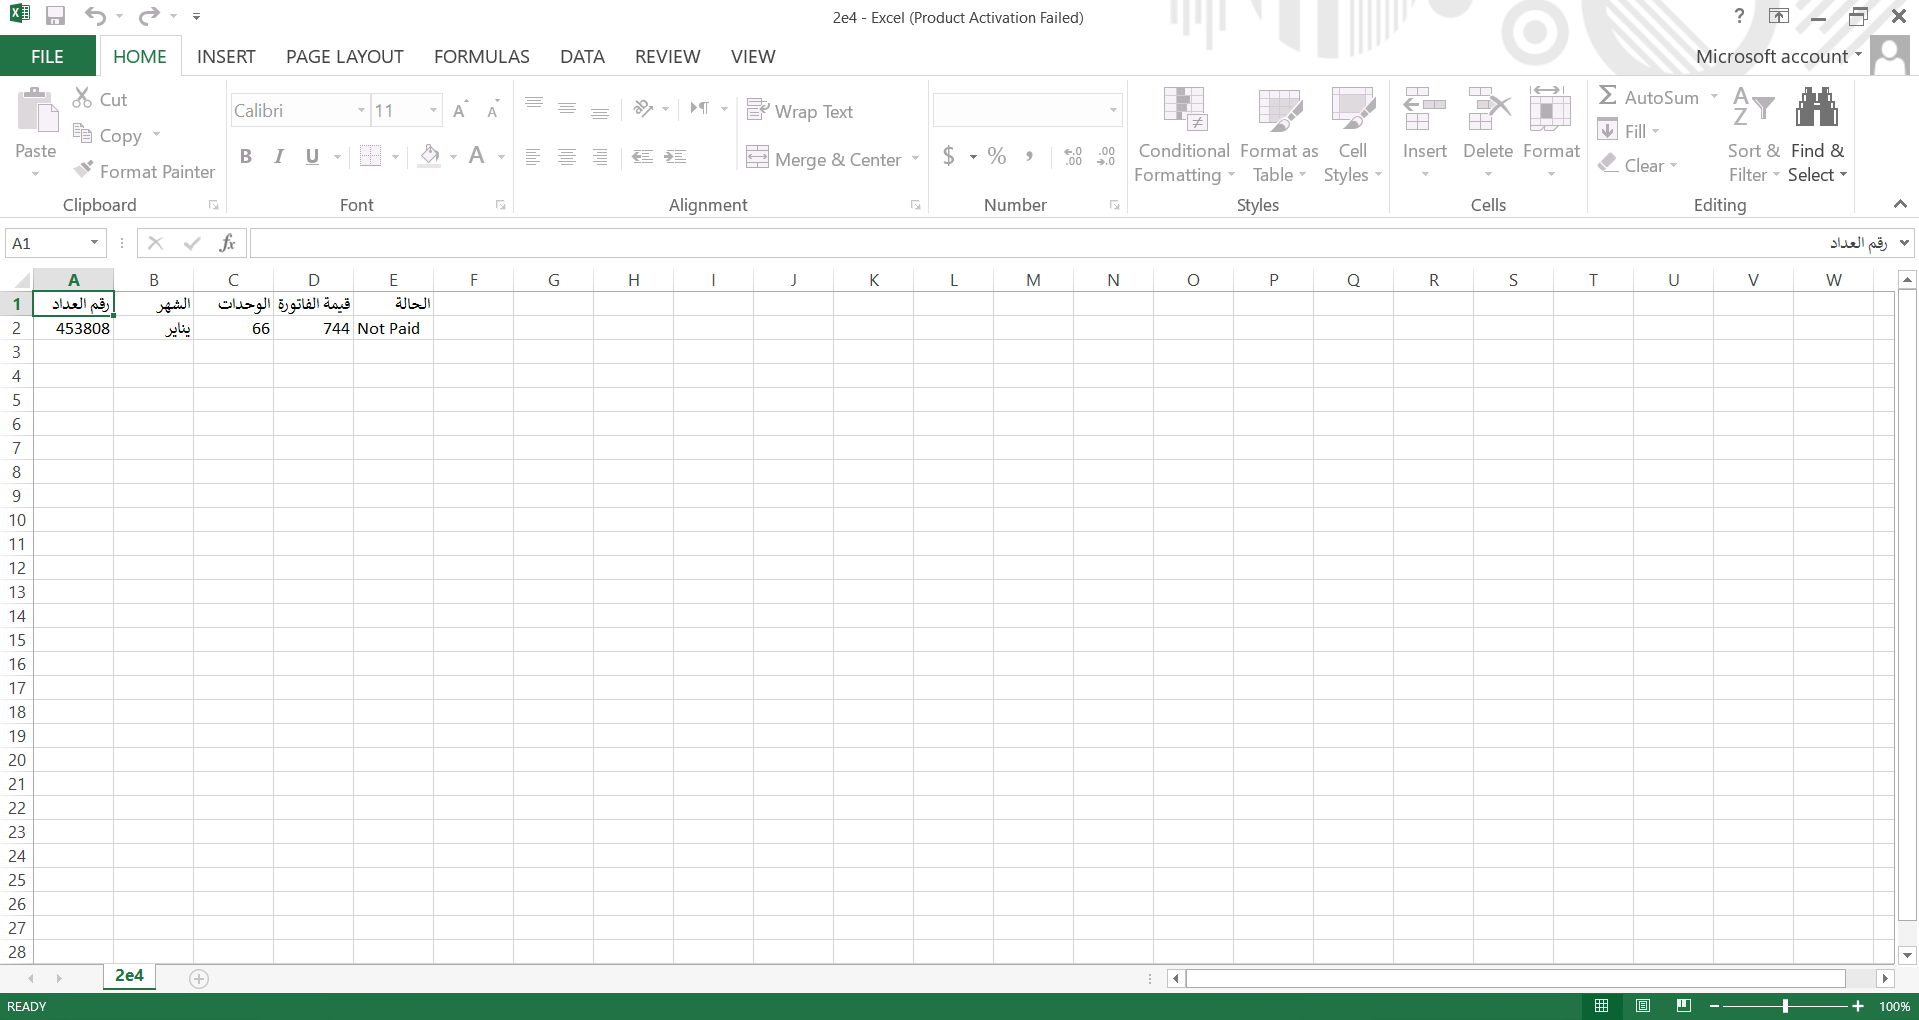 2e4 - Excel (Product Activation Failed)
?
FILE HOME INSERT PAGE LAYOUT FORMULAS DATA REVIEW VIEW
Microsoft account
Paste
Cut
Copy
Format Painter
Clipboard
Calibri 11
B I U A
Font
Wrap Text
Merge & Center
Alignment
$ % ,
Number
Conditional Formatting
Format as Table
Cell Styles
Styles
Insert
Delete
Format
Cells
AutoSum
Fill
Clear
Sort & Filter
Find & Select
Editing
A1
fx
رقم العداد
A B C D E F G H I J K L M N O P Q R S T U V W
1 رقم العداد الشهر الوحدات قيمة الفاتورة الحالة
2 453808 يناير 66 744 Not Paid
3
4
5
6
7
8
9
10
11
12
13
14
15
16
17
18
19
20
21
22
23
24
25
26
27
28
2e4
READY
100%